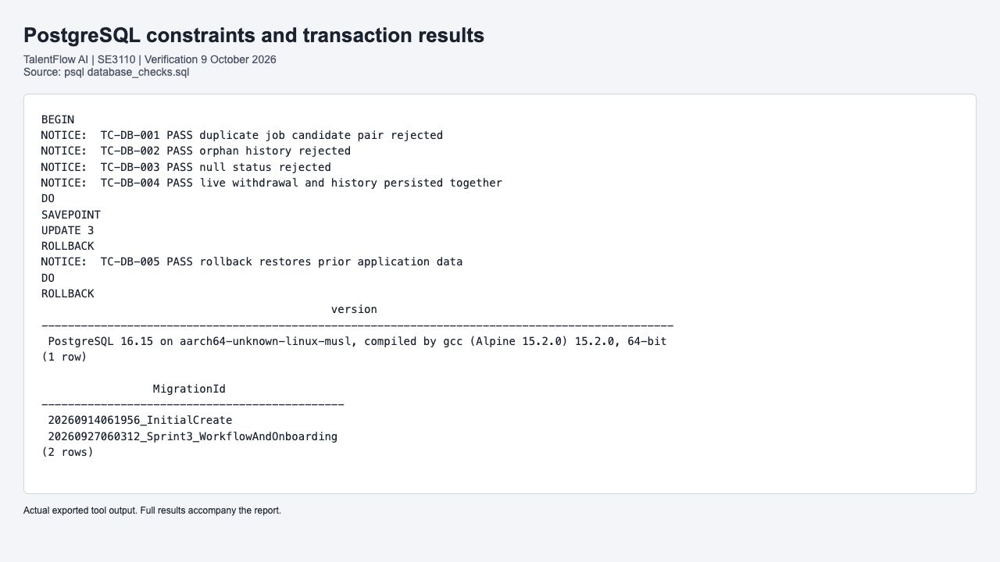 PostgreSQL constraints and transaction results
TalentFlow AI | SE3110 | Verification 9 October 2026
Source: psql database_checks.sql
BEGIN
NOTICE:  TC-DB-001 PASS duplicate job candidate pair rejected
NOTICE:  TC-DB-002 PASS orphan history rejected
NOTICE:  TC-DB-003 PASS null status rejected
NOTICE:  TC-DB-004 PASS live withdrawal and history persisted together
DO
SAVEPOINT
UPDATE 3
ROLLBACK
NOTICE:  TC-DB-005 PASS rollback restores prior application data
DO
ROLLBACK
version
------------------------------------------------------------------------------------------------
PostgreSQL 16.15 on aarch64-unknown-linux-musl, compiled by gcc (Alpine 15.2.0) 15.2.0, 64-bit
(1 row)
MigrationId
----------------------------------------------
20260914061956_InitialCreate
20260927060312_Sprint3_WorkflowAndOnboarding
(2 rows)
Actual exported tool output. Full results accompany the report.